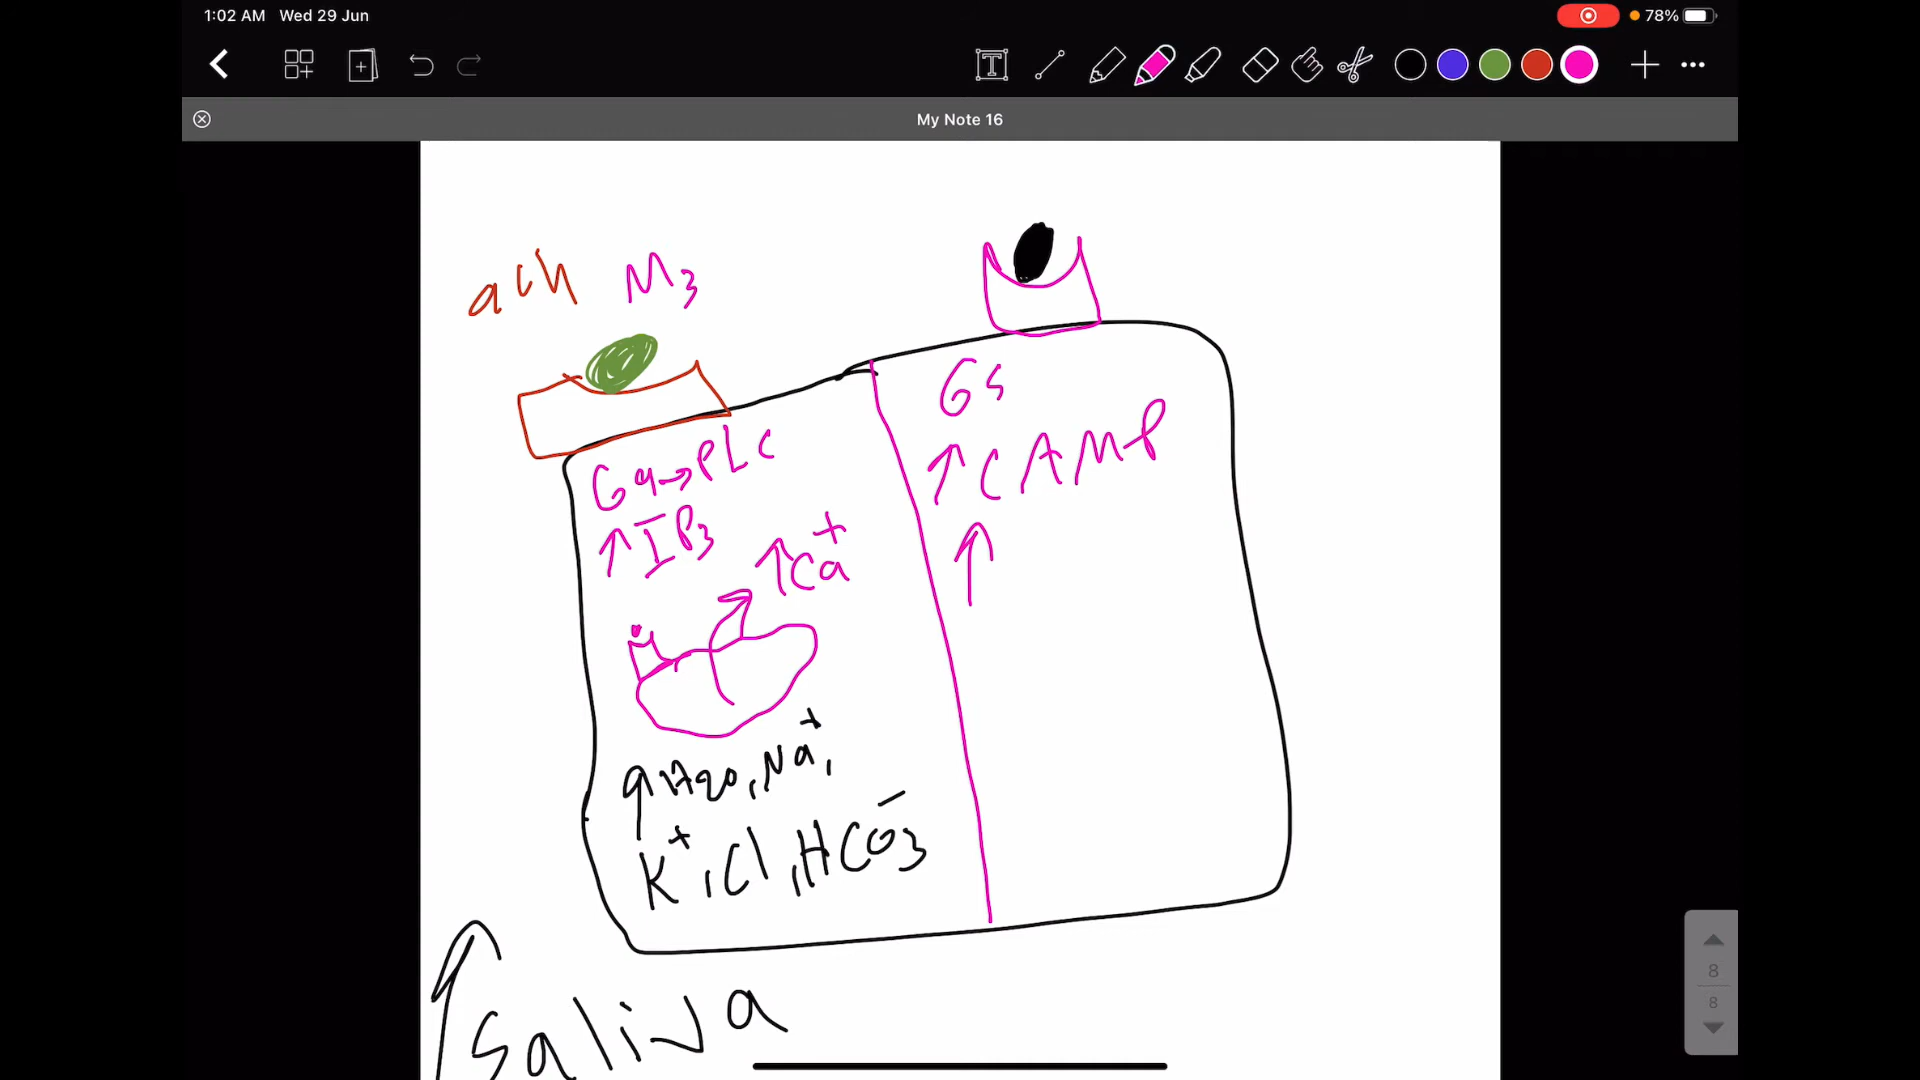 1:02 AM Wed 29 Jun
78%
T
My Note 16
ach M3
Gq→PLC
↑IP3
↑Ca+
↑H2O, Na+,
K+, Cl, HCO3-
Gs
↑CAMP
↑
↑
Saliva
8
8